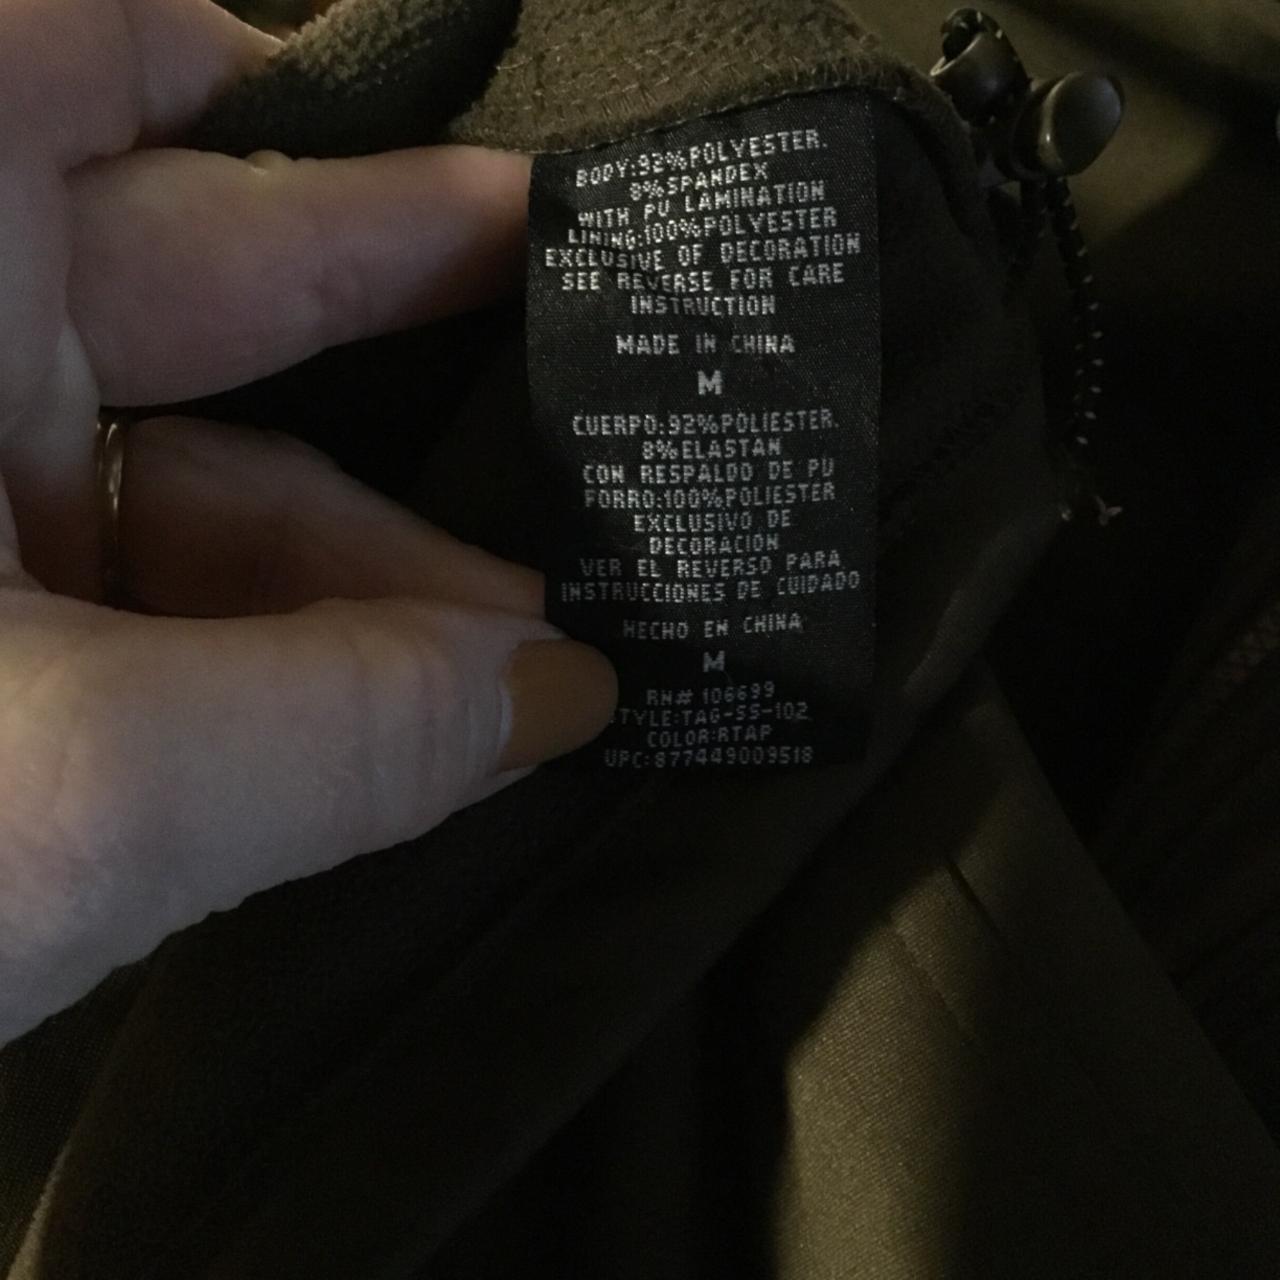 BODY:92%POLYESTER.
8%SPANDEX
WITH PU LAMINATION
LINING:100%POLYESTER
EXCLUSIVE OF DECORATION
SEE REVERSE FOR CARE
INSTRUCTION
MADE IN CHINA
M
CUERPO:92%POLIESTER.
8%ELASTAN
CON RESPALDO DE PU
FORRO:100%POLIESTER
EXCLUSIVO DE
DECORACION
VER EL REVERSO PARA
INSTRUCCIONES DE CUIDADO
HECHO EN CHINA
M
RN# 106699
TYLE:TAG-SS-102
COLOR:RTAP
UPC:877449009518